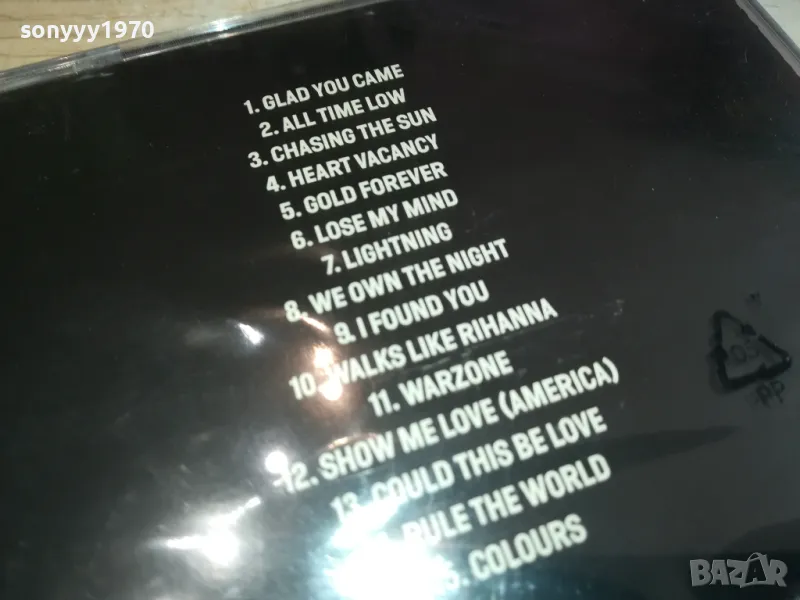 sonyyy1970
1. GLAD YOU CAME
2. ALL TIME LOW
3. CHASING THE SUN
4. HEART VACANCY
5. GOLD FOREVER
6. LOSE MY MIND
7. LIGHTNING
8. WE OWN THE NIGHT
9. I FOUND YOU
10. WALKS LIKE RIHANNA
11. WARZONE
12. SHOW ME LOVE (AMERICA)
13. COULD THIS BE LOVE
RULE THE WORLD
COLOURS
05
PP
BAZAR